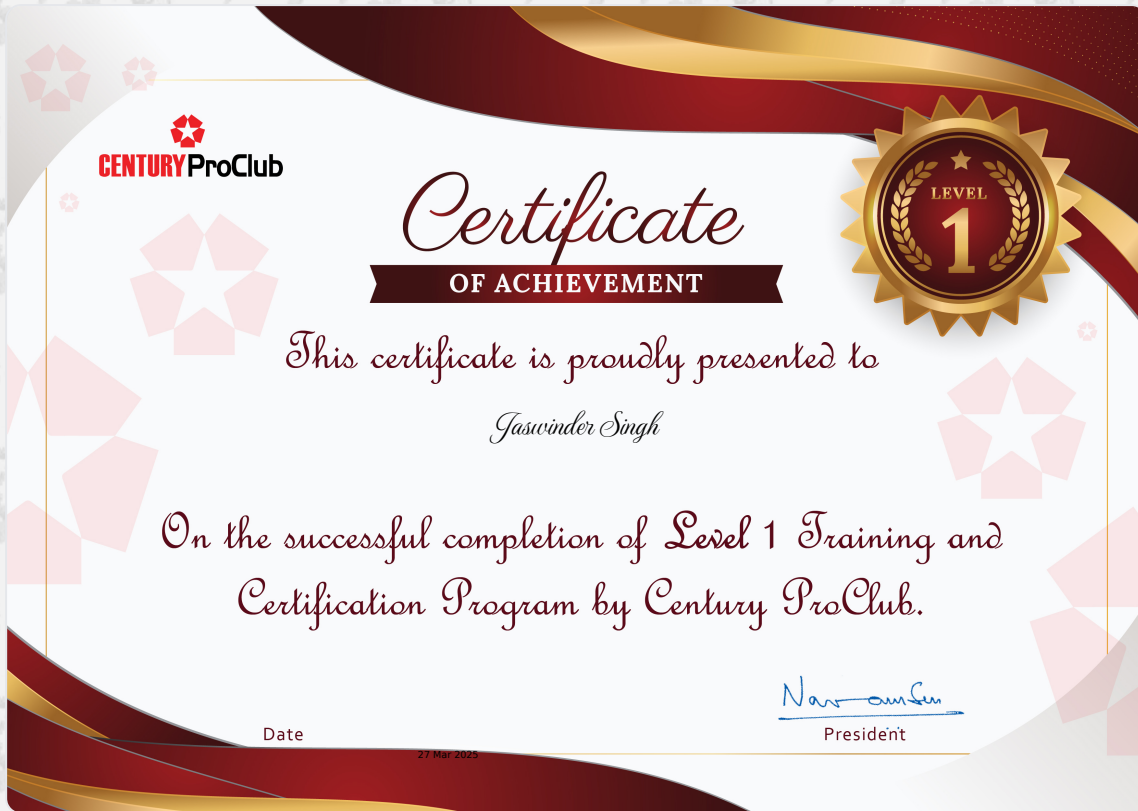 CENTURY ProClub
LEVEL
1
Certificate
OF ACHIEVEMENT
This certificate is proudly presented to
Jaswinder Singh
On the successful completion of Level 1 Training and
Certification Program by Century ProClub.
Date
President
27 Mar 2025